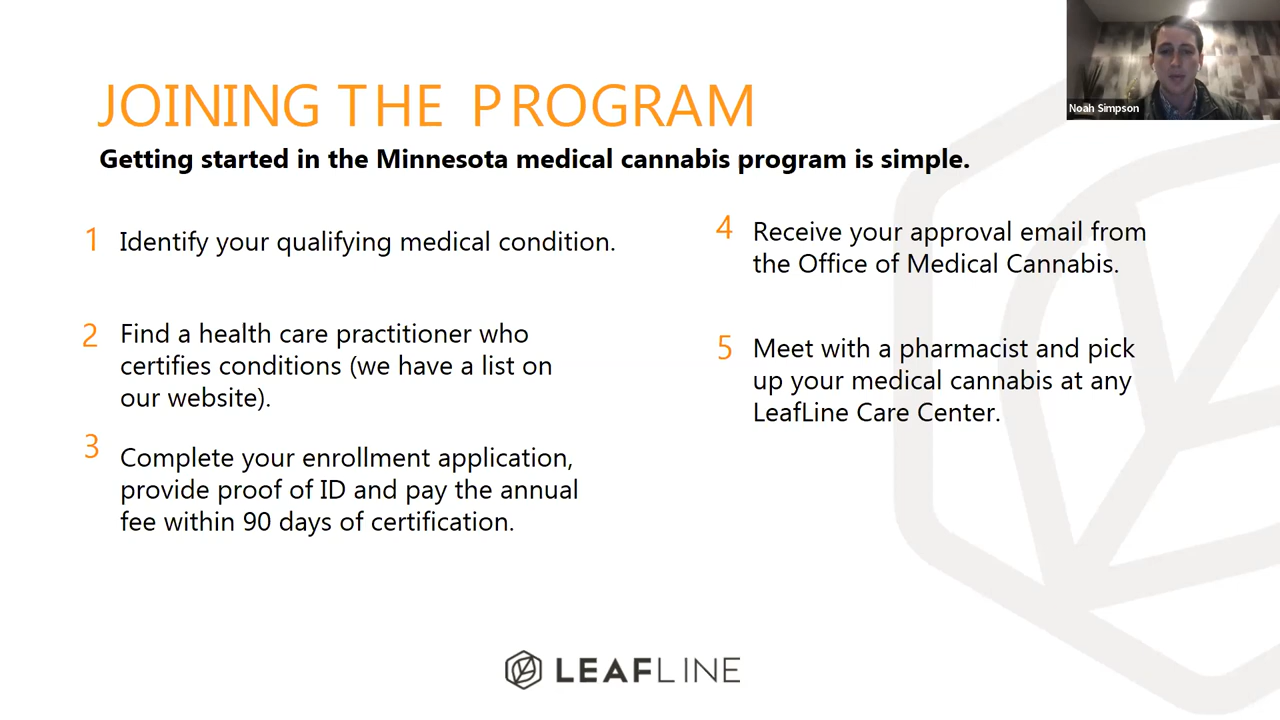 Noah Simpson
JOINING THE PROGRAM
Getting started in the Minnesota medical cannabis program is simple.
1 Identify your qualifying medical condition.
2 Find a health care practitioner who
certifies conditions (we have a list on
our website).
3 Complete your enrollment application,
provide proof of ID and pay the annual
fee within 90 days of certification.
4 Receive your approval email from
the Office of Medical Cannabis.
5 Meet with a pharmacist and pick
up your medical cannabis at any
LeafLine Care Center.
LEAFLINE